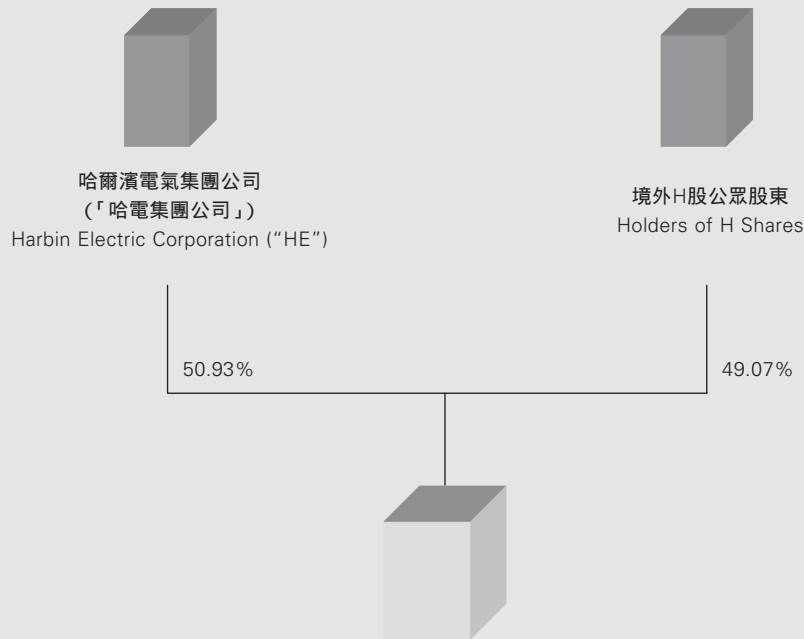 哈爾濱電氣集團公司
(「哈電集團公司」)
Harbin Electric Corporation (“HE”)
境外H股公眾股東
Holders of H Shares
50.93%
49.07%